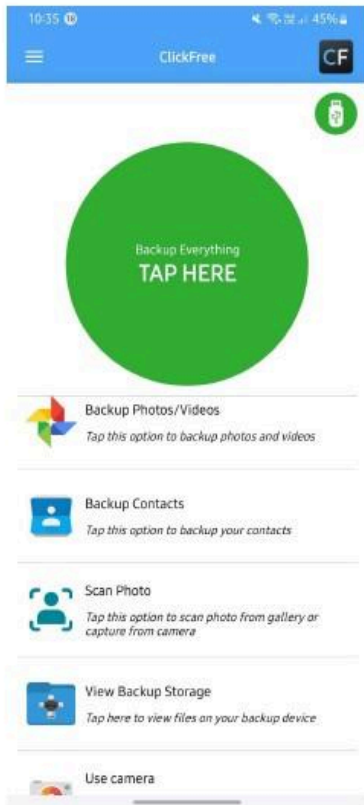 10:35
45%
ClickFree
CF
Backup Everything
TAP HERE
Backup Photos/Videos
Tap this option to backup photos and videos
Backup Contacts
Tap this option to backup your contacts
Scan Photo
Tap this option to scan photo from gallery or
capture from camera
View Backup Storage
Tap here to view files on your backup device
Use camera